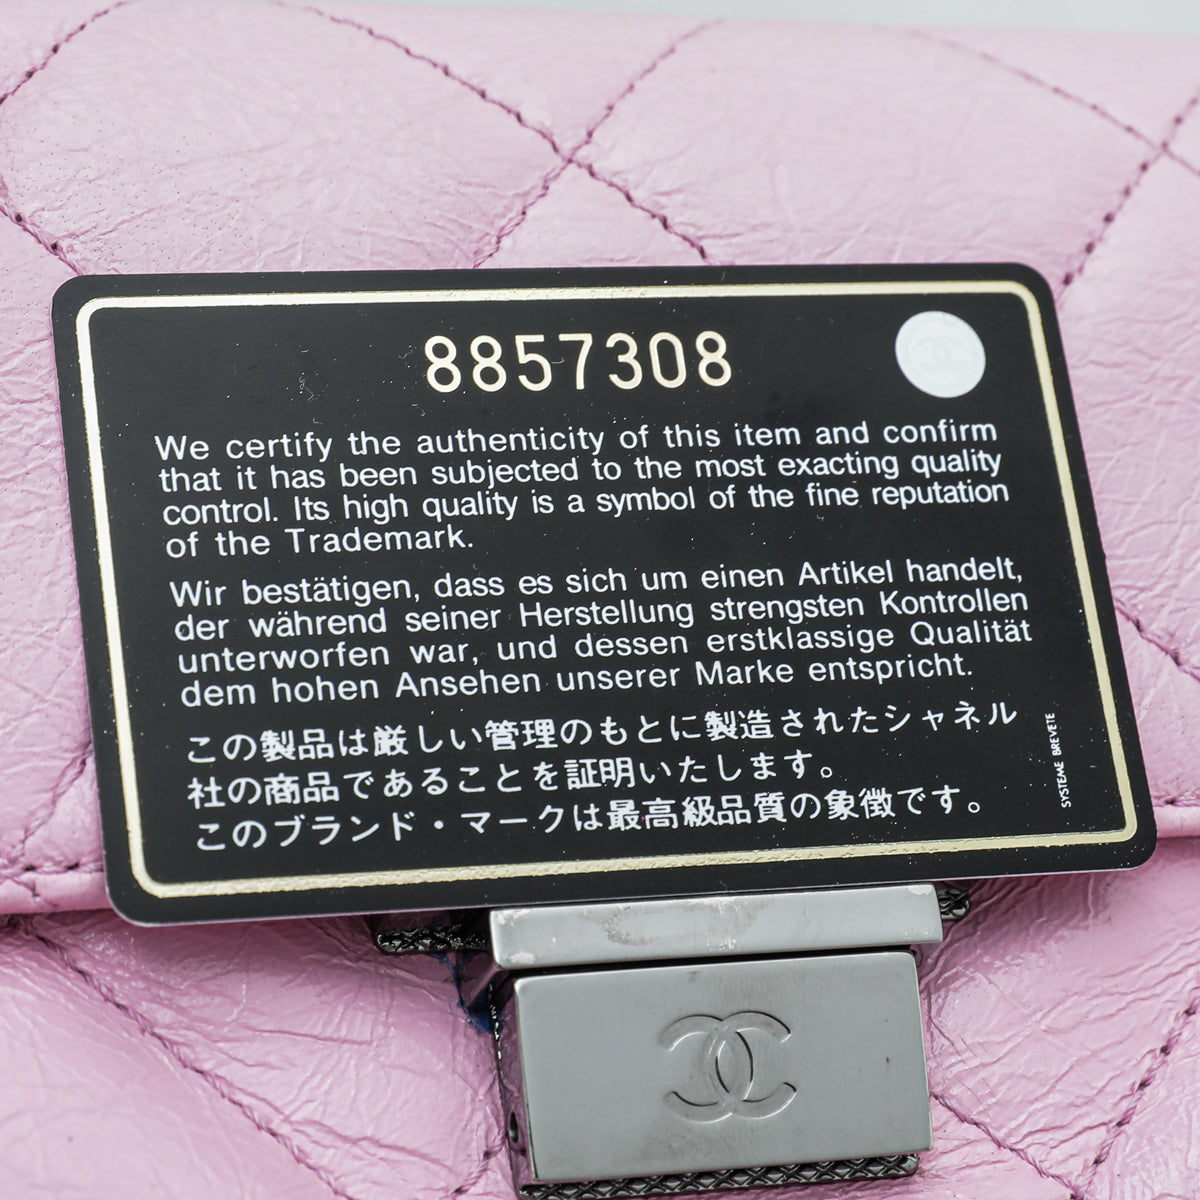 8857308
We certify the authenticity of this item and confirm
that it has been subjected to the most exacting quality
control. Its high quality is a symbol of the fine reputation
of the Trademark.
Wir bestätigen, dass es sich um einen Artikel handelt,
der während seiner Herstellung strengsten Kontrollen
unterworfen war, und dessen erstklassige Qualität
dem hohen Ansehen unserer Marke entspricht.
この製品は厳しい管理のもとに製造されたシャネル
社の商品であることを証明いたします。
このブランド・マークは最高級品質の象徴です。
SYSTEME BREVETE